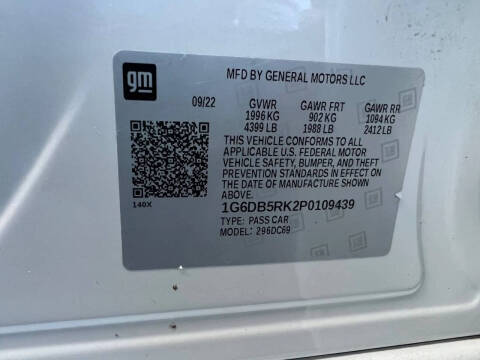 gm
MFD BY GENERAL MOTORS LLC
09/22 GVWR GAWR FRT GAWR RR
1996 KG 902 KG 1094 KG
4399 LB 1988 LB 2412 LB
THIS VEHICLE CONFORMS TO ALL
APPLICABLE U.S. FEDERAL MOTOR
VEHICLE SAFETY, BUMPER, AND THEFT
PREVENTION STANDARDS IN EFFECT ON
THE DATE OF MANUFACTURE SHOWN
ABOVE.
140X
1G6DB5RK2P0109439
TYPE: PASS CAR
MODEL: 296DC69